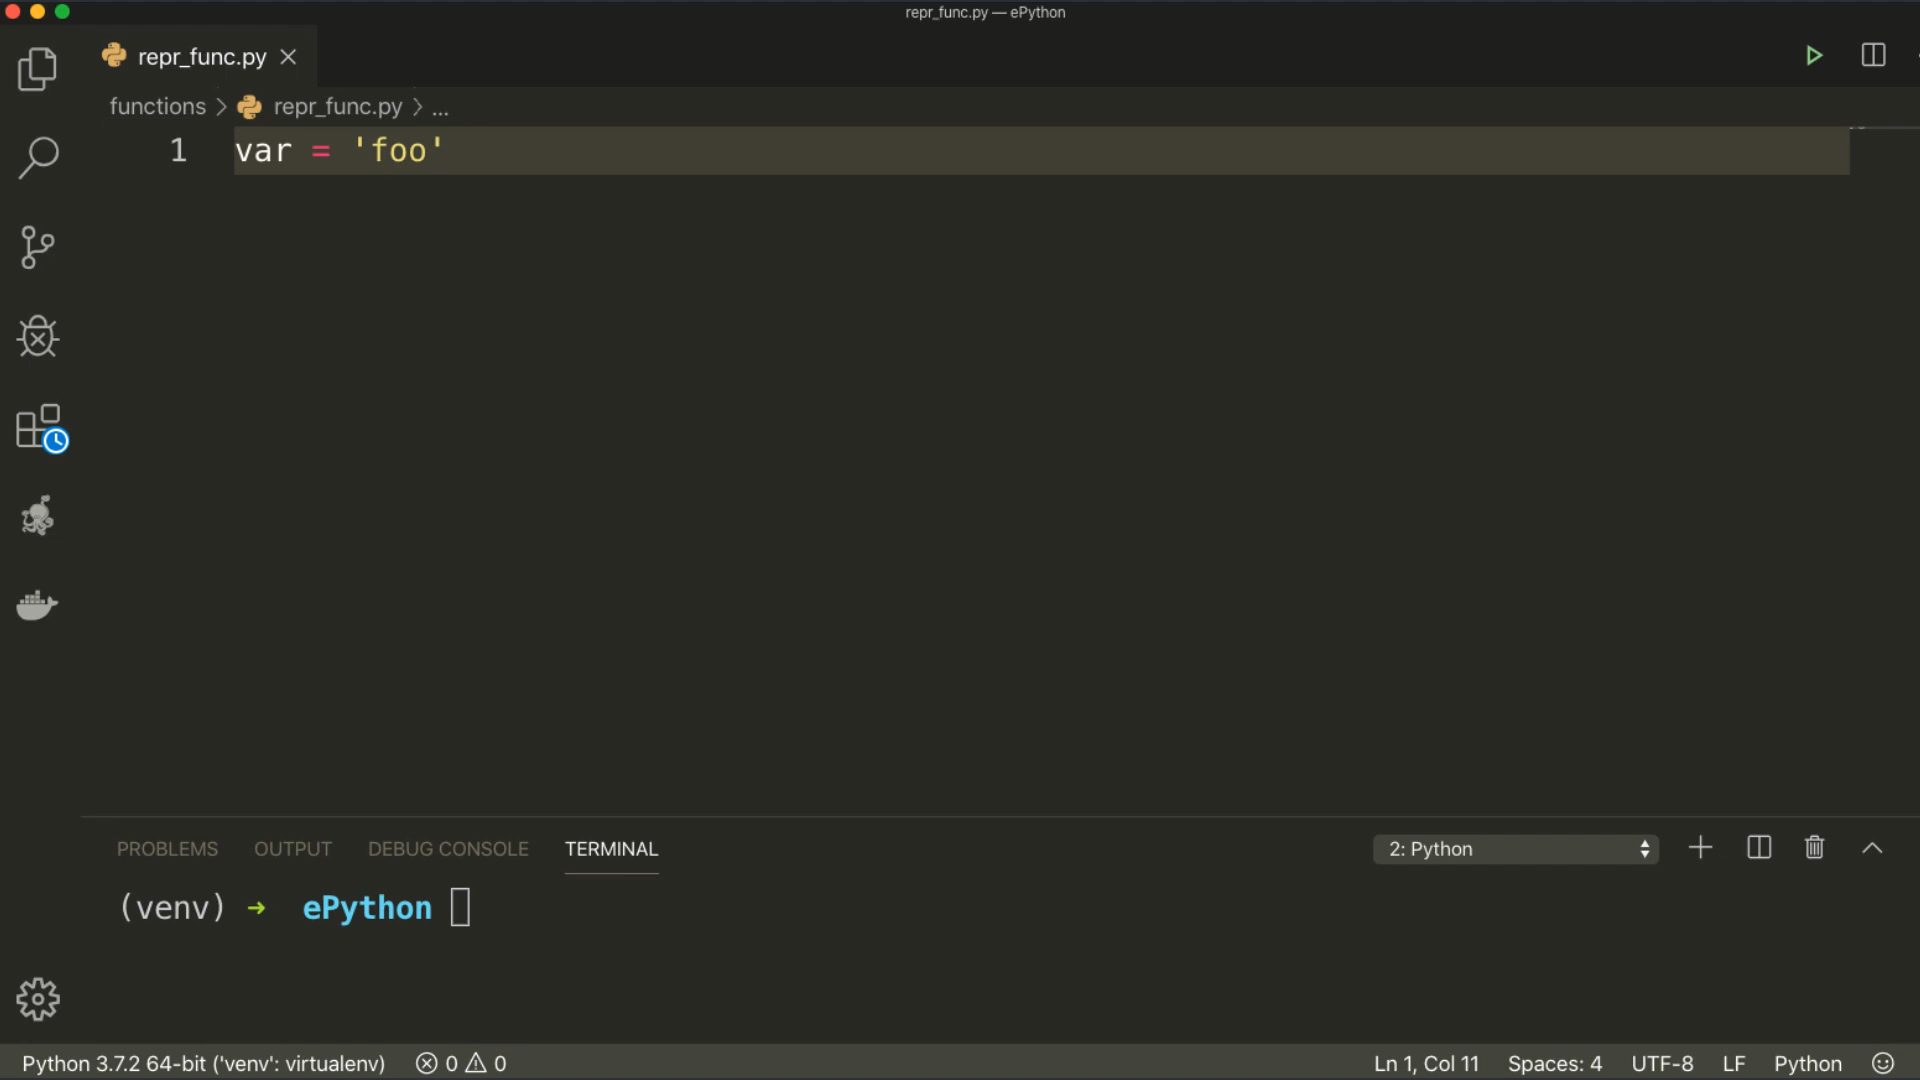 repr_func.py — ePython
repr_func.py
functions > repr_func.py > ...
1 var = 'foo'
PROBLEMS OUTPUT DEBUG CONSOLE TERMINAL 2: Python
(venv) ➜ ePython
Python 3.7.2 64-bit ('venv': virtualenv) 0 0 Ln 1, Col 11 Spaces: 4 UTF-8 LF Python